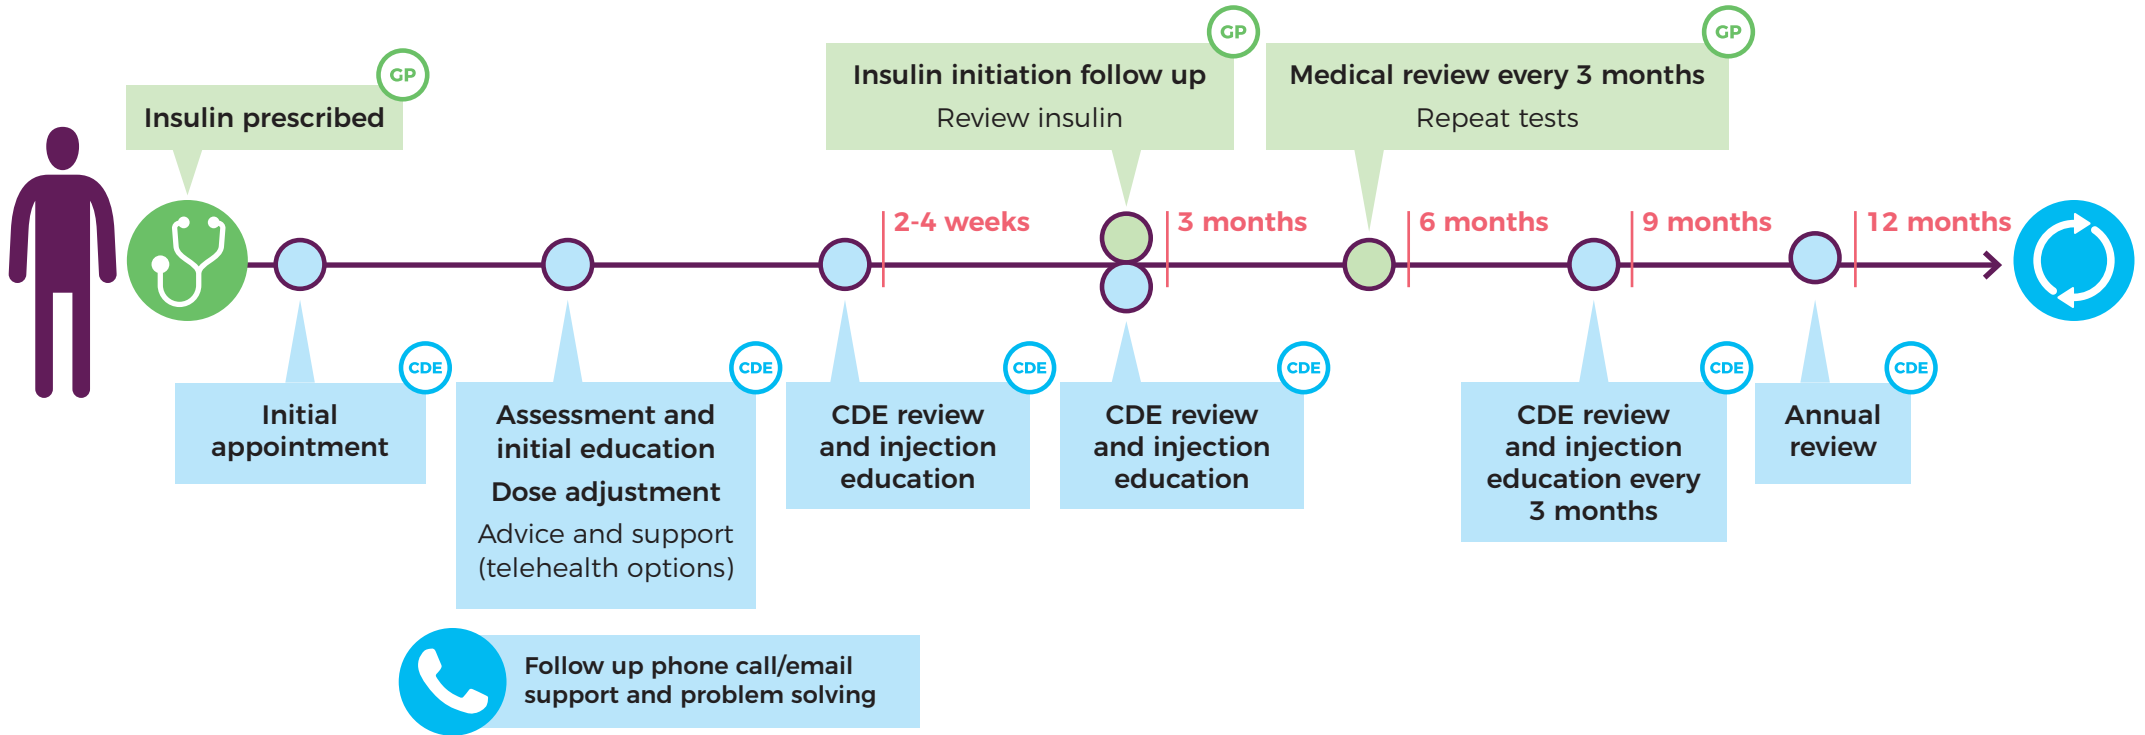 GP
Insulin prescribed
GP
Insulin initiation follow up
Review insulin
GP
Medical review every 3 months
Repeat tests
2-4 weeks
3 months
6 months
9 months
12 months
CDE
Initial
appointment
CDE
Assessment and
initial education
Dose adjustment
Advice and support
(telehealth options)
CDE
CDE review
and injection
education
CDE
CDE review
and injection
education
CDE
CDE review
and injection
education every
3 months
CDE
Annual
review
Follow up phone call/email
support and problem solving